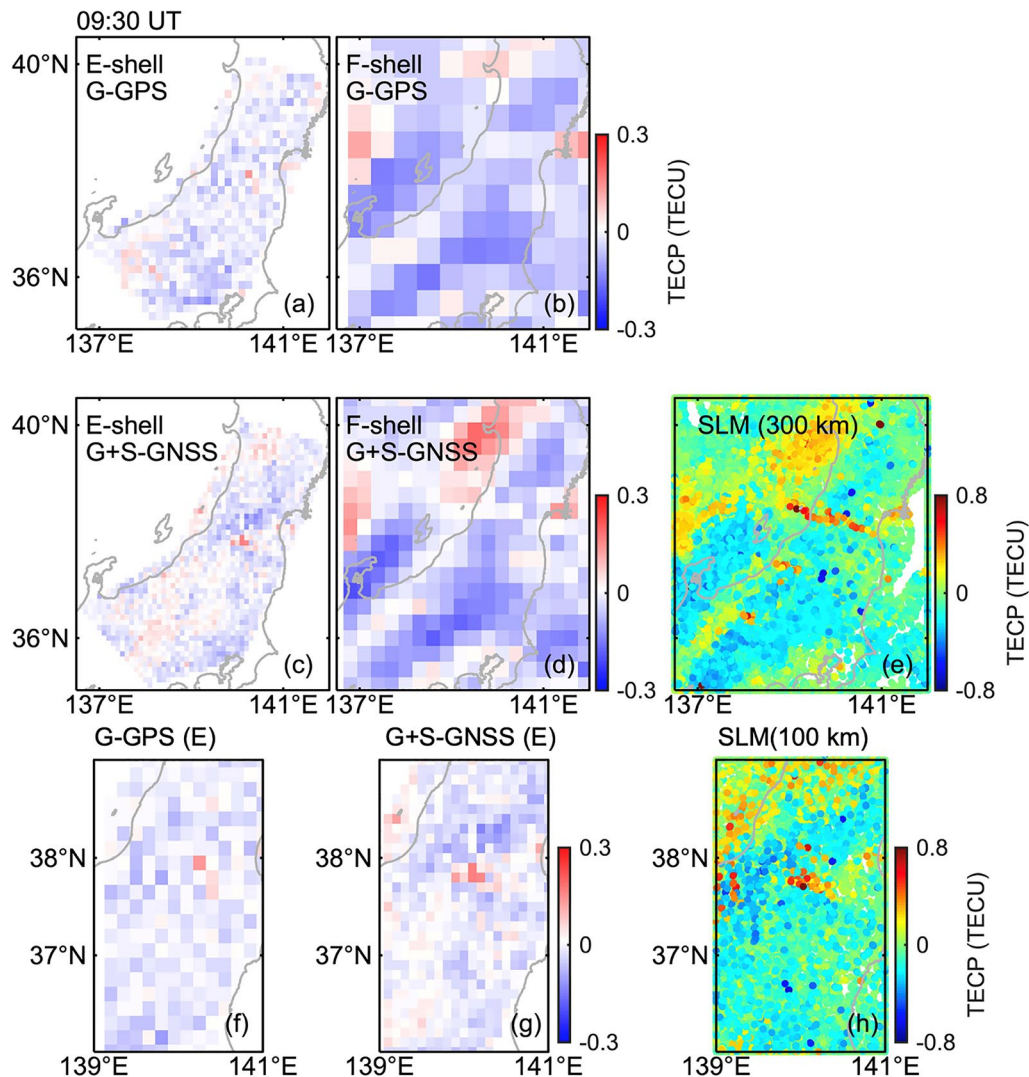 09:30 UT
40°N
36°N
E-shell
G-GPS
(a)
137°E
141°E
F-shell
G-GPS
(b)
137°E
141°E
0.3
0
-0.3
TECP (TECU)
40°N
36°N
E-shell
G+S-GNSS
(c)
137°E
141°E
F-shell
G+S-GNSS
(d)
137°E
141°E
0.3
0
-0.3
SLM (300 km)
(e)
137°E
141°E
0.8
0
-0.8
TECP (TECU)
G-GPS (E)
38°N
37°N
(f)
139°E
141°E
G+S-GNSS (E)
38°N
37°N
(g)
139°E
141°E
0.3
0
-0.3
SLM(100 km)
38°N
37°N
(h)
139°E
141°E
0.8
0
-0.8
TECP (TECU)